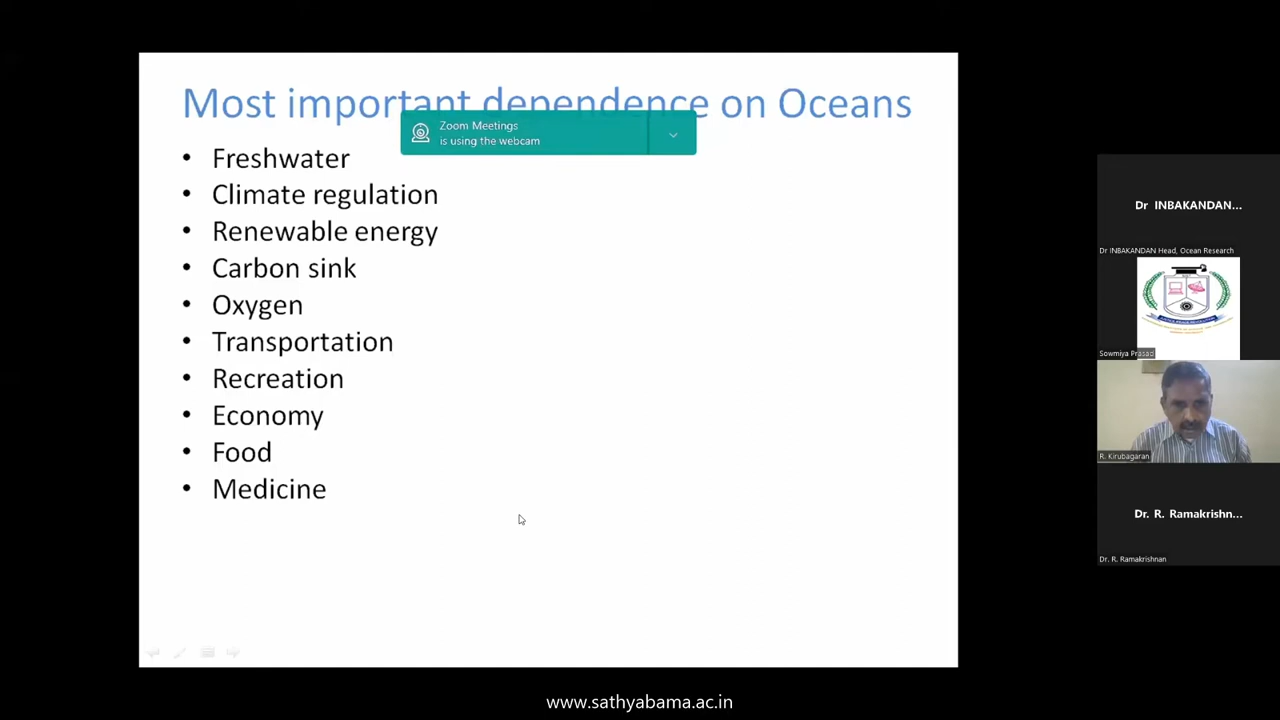 Most important dependence on Oceans
Zoom Meetings
is using the webcam
• Freshwater
• Climate regulation
• Renewable energy
• Carbon sink
• Oxygen
• Transportation
• Recreation
• Economy
• Food
• Medicine
Dr INBAKANDAN...
Dr INBAKANDAN Head, Ocean Research
Sowmiya Prasad
R. Kirubagaran
Dr. R. Ramakrishn...
Dr. R. Ramakrishnan
www.sathyabama.ac.in